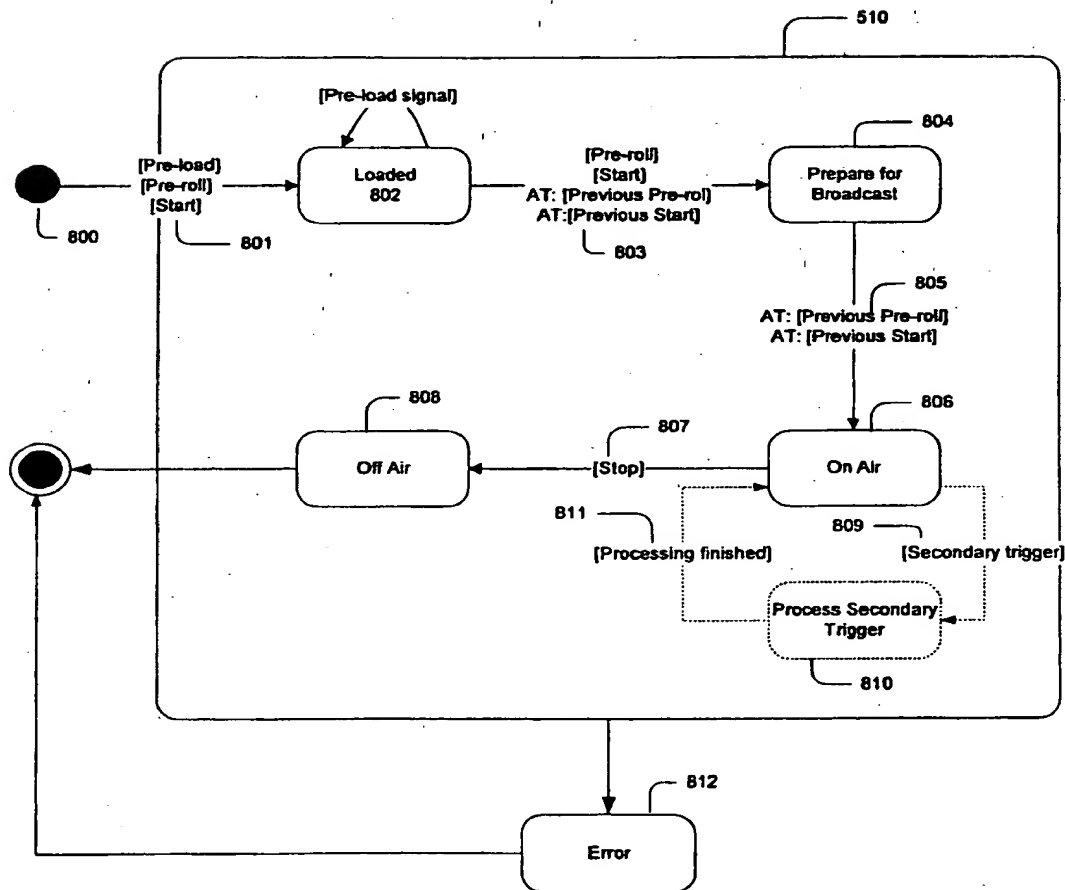 510
[Pre-load signal]
804
[Pre-load]
[Pre-roll]
[Start]
Loaded
802
[Pre-roll]
[Start]
AT: [Previous Pre-rol]
AT:[Previous Start]
Prepare for
Broadcast
800
801
803
805
AT: [Previous Pre-roll]
AT: [Previous Start]
808
807
806
Off Air
[Stop]
On Air
811
809
[Processing finished]
[Secondary trigger]
Process Secondary
Trigger
810
812
Error